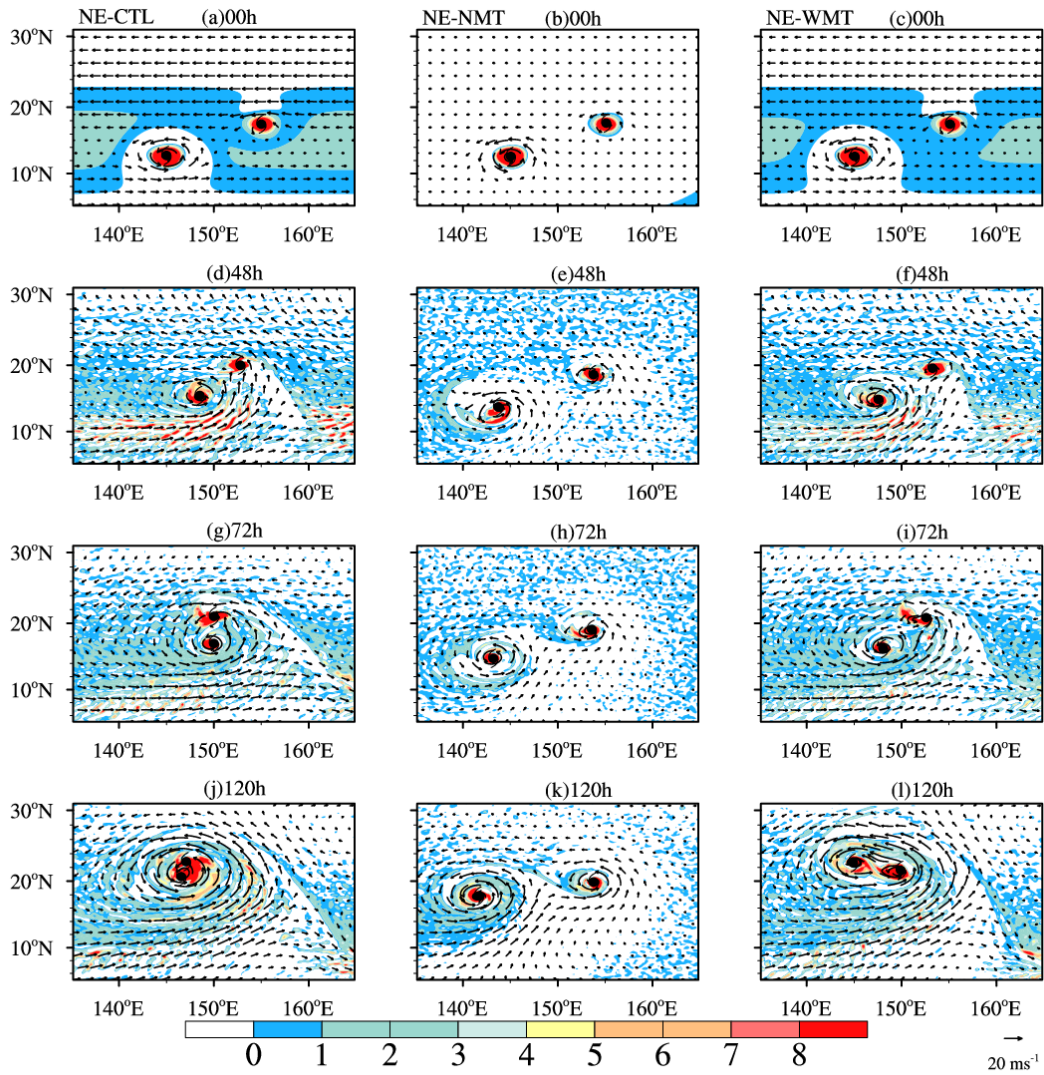 NE-CTL (a)00h NE-NMT (b)00h NE-WMT (c)00h
30°N
20°N
10°N
140°E 150°E 160°E 140°E 150°E 160°E 140°E 150°E 160°E
(d)48h (e)48h (f)48h
30°N
20°N
10°N
140°E 150°E 160°E 140°E 150°E 160°E 140°E 150°E 160°E
(g)72h (h)72h (i)72h
30°N
20°N
10°N
140°E 150°E 160°E 140°E 150°E 160°E 140°E 150°E 160°E
(j)120h (k)120h (l)120h
30°N
20°N
10°N
140°E 150°E 160°E 140°E 150°E 160°E 140°E 150°E 160°E
0 1 2 3 4 5 6 7 8
20 ms⁻¹